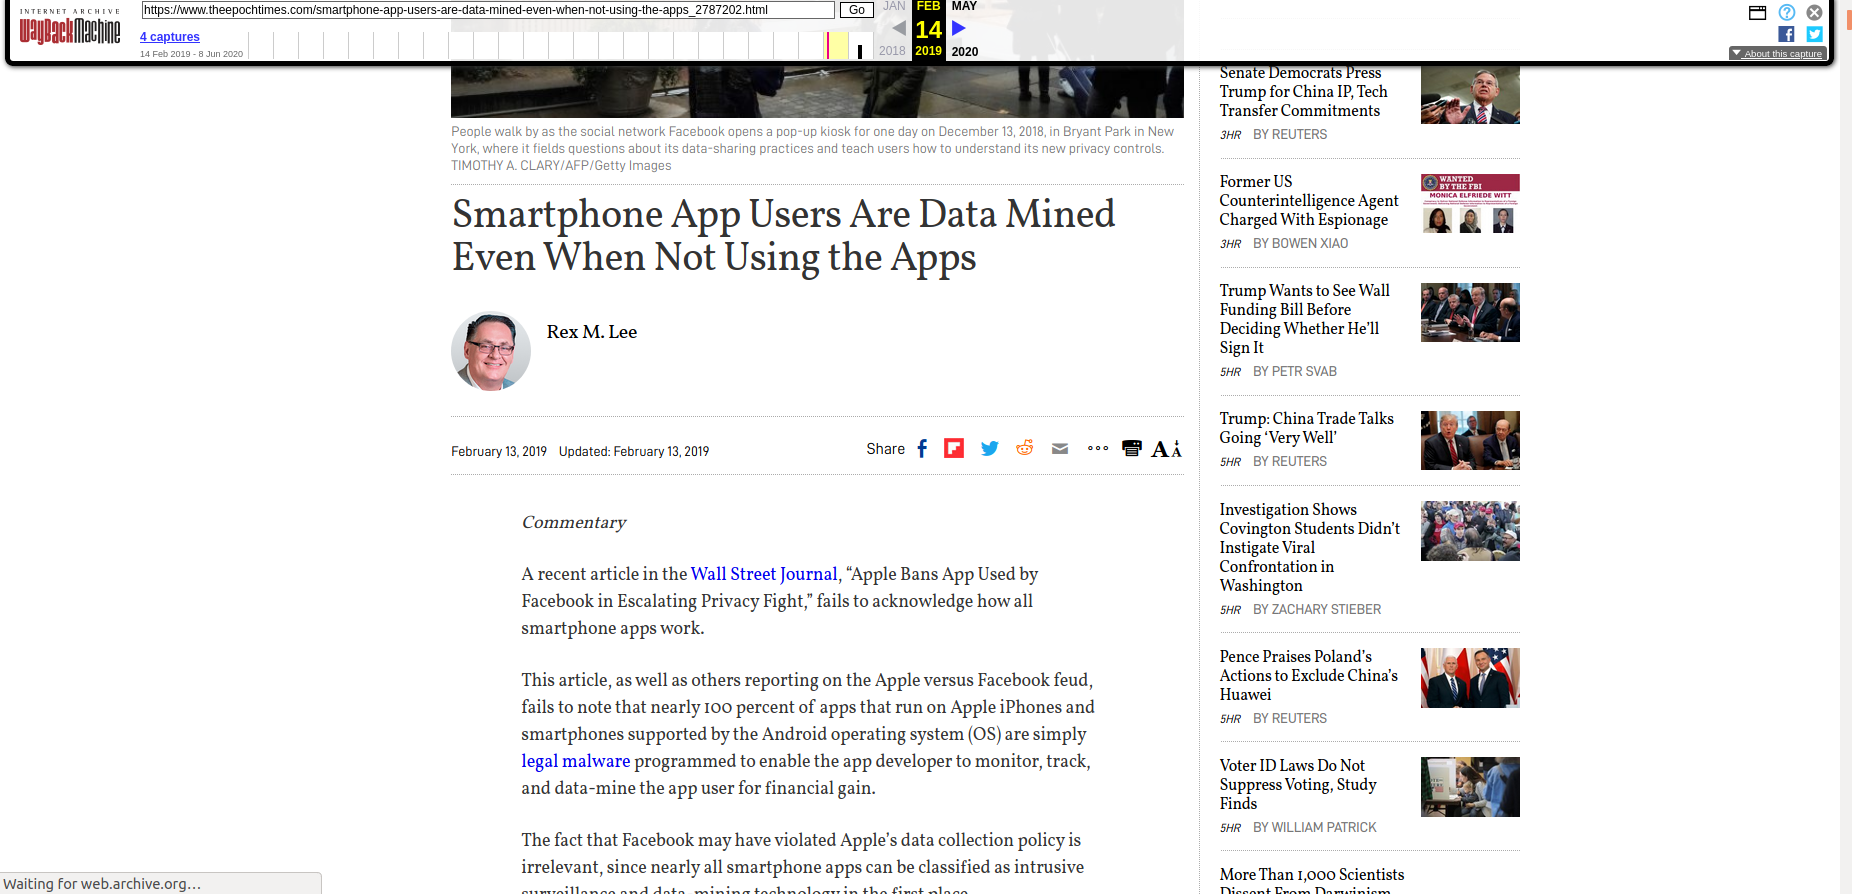 INTERNET ARCHIVE
WayBackMachine
https://www.theepochtimes.com/smartphone-app-users-are-data-mined-even-when-not-using-the-apps_2787202.html
Go
4 captures
14 Feb 2019 - 8 Jun 2020
JAN
FEB
MAY
14
2018
2019
2020
About this capture
People walk by as the social network Facebook opens a pop-up kiosk for one day on December 13, 2018, in Bryant Park in New
York, where it fields questions about its data-sharing practices and teach users how to understand its new privacy controls.
TIMOTHY A. CLARY/AFP/Getty Images
Smartphone App Users Are Data Mined
Even When Not Using the Apps
Rex M. Lee
February 13, 2019 Updated: February 13, 2019
Share
Commentary
A recent article in the Wall Street Journal, “Apple Bans App Used by
Facebook in Escalating Privacy Fight,” fails to acknowledge how all
smartphone apps work.
This article, as well as others reporting on the Apple versus Facebook feud,
fails to note that nearly 100 percent of apps that run on Apple iPhones and
smartphones supported by the Android operating system (OS) are simply
legal malware programmed to enable the app developer to monitor, track,
and data-mine the app user for financial gain.
The fact that Facebook may have violated Apple’s data collection policy is
irrelevant, since nearly all smartphone apps can be classified as intrusive
surveillance and data-mining technology in the first place.
Senate Democrats Press
Trump for China IP, Tech
Transfer Commitments
3HR BY REUTERS
Former US
Counterintelligence Agent
Charged With Espionage
3HR BY BOWEN XIAO
WANTED
BY THE FBI
MONICA ELFRIEDE WITT
Trump Wants to See Wall
Funding Bill Before
Deciding Whether He’ll
Sign It
5HR BY PETR SVAB
Trump: China Trade Talks
Going ‘Very Well’
5HR BY REUTERS
Investigation Shows
Covington Students Didn’t
Instigate Viral
Confrontation in
Washington
5HR BY ZACHARY STIEBER
Pence Praises Poland’s
Actions to Exclude China’s
Huawei
5HR BY REUTERS
Voter ID Laws Do Not
Suppress Voting, Study
Finds
5HR BY WILLIAM PATRICK
More Than 1,000 Scientists
Dissent From Darwinism
Waiting for web.archive.org...